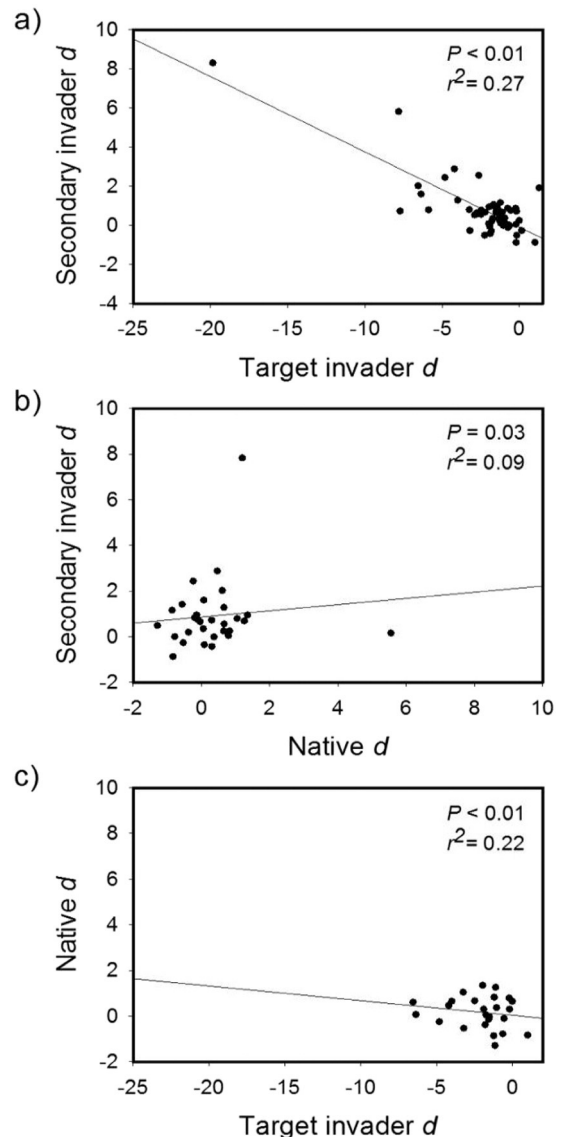 a)
P < 0.01
r2 = 0.27
Secondary invader d
10
8
6
4
2
0
-2
-4
-25 -20 -15 -10 -5 0
Target invader d
b)
P = 0.03
r2 = 0.09
Secondary invader d
10
8
6
4
2
0
-2
-2 0 2 4 6 8 10
Native d
c)
P < 0.01
r2 = 0.22
Native d
10
8
6
4
2
0
-2
-25 -20 -15 -10 -5 0
Target invader d